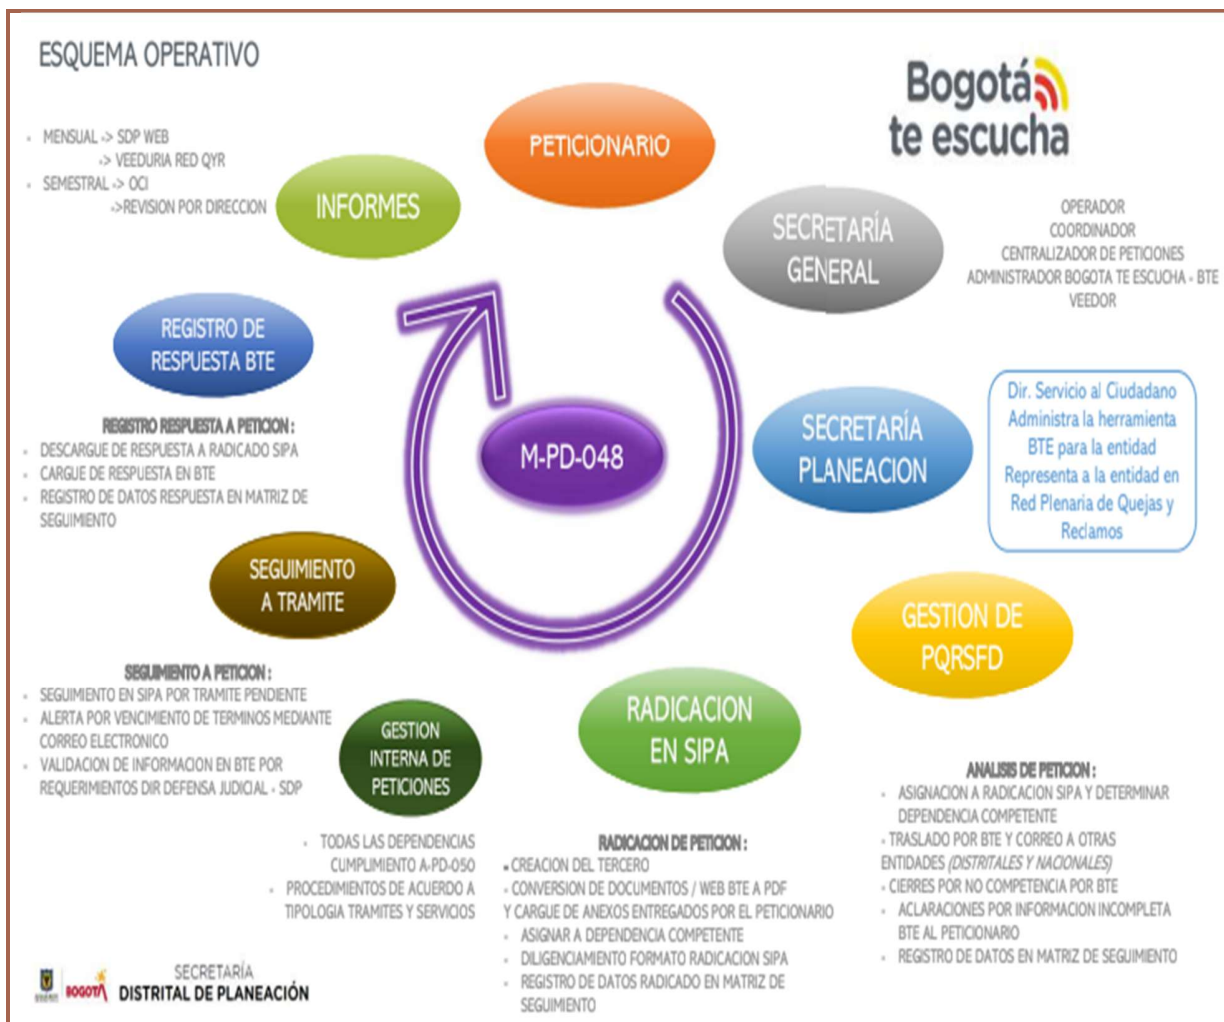 ESQUEMA OPERATIVO
Bogotá
te escucha
- MENSUAL -> SDP WEB
-> VEEDURIA RED QYR
- SEMESTRAL -> OCI
->REVISION POR DIRECCION
INFORMES
PETICIONARIO
SECRETARÍA
GENERAL
OPERADOR
COORDINADOR
CENTRALIZADOR DE PETICIONES
ADMINISTRADOR BOGOTA TE ESCUCHA - BTE
VEEDOR
REGISTRO DE
RESPUESTA BTE
M-PD-048
SECRETARÍA
PLANEACION
Dir. Servicio al Ciudadano
Administra la herramienta
BTE para la entidad
Representa a la entidad en
Red Plenaria de Quejas y
Reclamos
REGISTRO RESPUESTA A PETICION :
- DESCARGUE DE RESPUESTA A RADICADO SIPA
- CARGUE DE RESPUESTA EN BTE
- REGISTRO DE DATOS RESPUESTA EN MATRIZ DE
SEGUIMIENTO
SEGUIMIENTO
A TRAMITE
GESTION DE
PQRSFD
SEGUIMIENTO A PETICION :
- SEGUIMIENTO EN SIPA POR TRAMITE PENDIENTE
- ALERTA POR VENCIMIENTO DE TERMINOS MEDIANTE
CORREO ELECTRONICO
- VALIDACION DE INFORMACION EN BTE POR
REQUERIMIENTOS DIR DEFENSA JUDICIAL - SDP
GESTION
INTERNA DE
PETICIONES
RADICACION
EN SIPA
- TODAS LAS DEPENDENCIAS
CUMPLIMIENTO A-PD-050
- PROCEDIMIENTOS DE ACUERDO A
TIPOLOGIA TRAMITES Y SERVICIOS
RADICACION DE PETICION :
- CREACION DEL TERCERO
- CONVERSION DE DOCUMENTOS / WEB BTE A PDF
Y CARGUE DE ANEXOS ENTREGADOS POR EL PETICIONARIO
- ASIGNAR A DEPENDENCIA COMPETENTE
- DILIGENCIAMIENTO FORMATO RADICACION SIPA
- REGISTRO DE DATOS RADICADO EN MATRIZ DE
SEGUIMIENTO
ANALISIS DE PETICION :
- ASIGNACION A RADICACION SIPA Y DETERMINAR
DEPENDENCIA COMPETENTE
- TRASLADO POR BTE Y CORREO A OTRAS
ENTIDADES (DISTRITALES Y NACIONALES)
- CIERRES POR NO COMPETENCIA POR BTE
- ACLARACIONES POR INFORMACION INCOMPLETA
BTE AL PETICIONARIO
- REGISTRO DE DATOS EN MATRIZ DE SEGUIMIENTO
BOGOTÁ
SECRETARÍA
DISTRITAL DE PLANEACIÓN